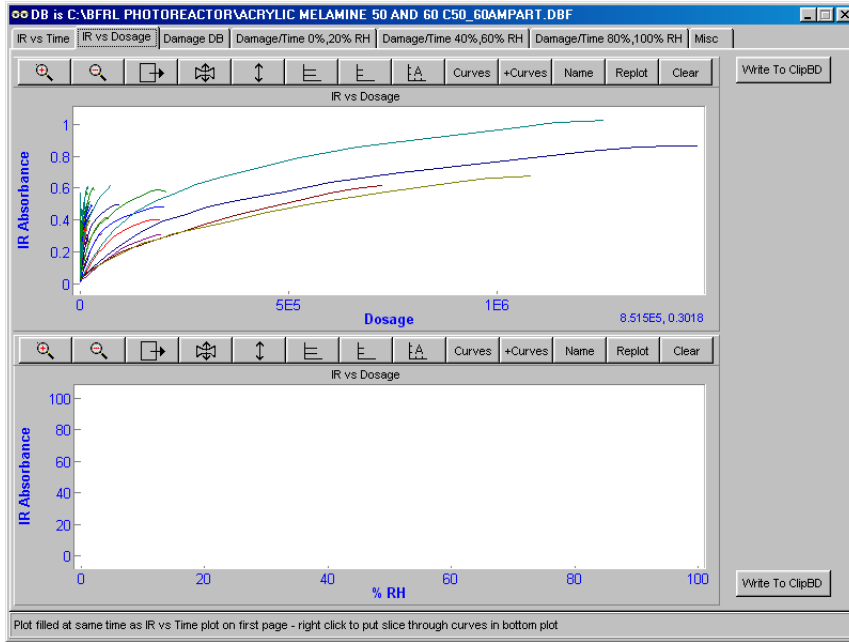 DB is C:\BFRL PHOTOREACTOR\ACRYLIC MELAMINE 50 AND 60 C50_60AMPART.DBF
IR vs Time IR vs Dosage Damage DB Damage/Time 0%,20% RH Damage/Time 40%,60% RH Damage/Time 80%,100% RH Misc
Curves +Curves Name Replot Clear Write To ClipBD
IR vs Dosage
1
0.8
0.6
0.4
0.2
0
IR Absorbance
0 5E5 1E6
Dosage 8.515E5, 0.3018
Curves +Curves Name Replot Clear
IR vs Dosage
100
80
60
40
20
0
IR Absorbance
0 20 40 60 80 100
% RH
Write To ClipBD
Plot filled at same time as IR vs Time plot on first page - right click to put slice through curves in bottom plot